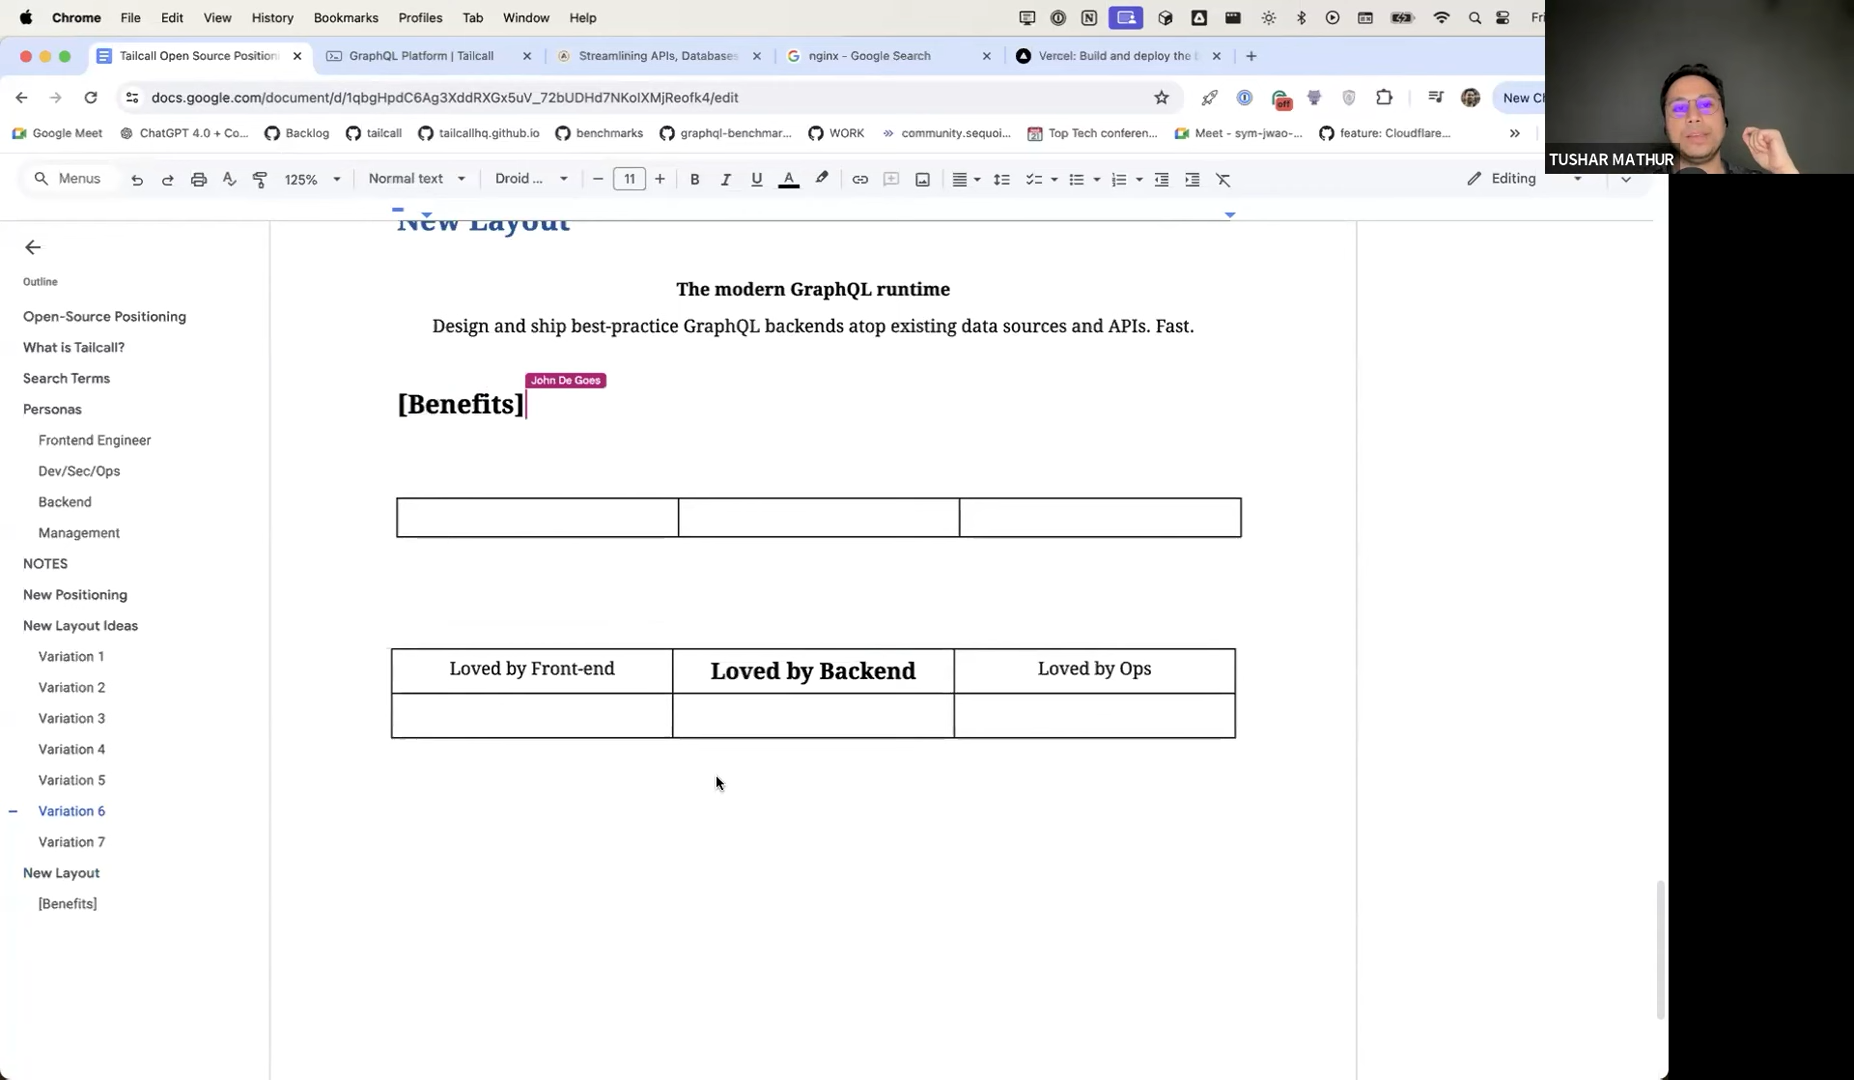 Chrome File Edit View History Bookmarks Profiles Tab Window Help
Tailcall Open Source Position
GraphQL Platform | Tailcall
Streamlining APIs, Databases
nginx - Google Search
Vercel: Build and deploy the
docs.google.com/document/d/1qbgHpdC6Ag3XddRXGx5uV_72bUDHd7NKolXMjReofk4/edit
off
New Ch
TUSHAR MATHUR
Google Meet ChatGPT 4.0 + Co... Backlog tailcall tailcallhq.github.io benchmarks graphql-benchmar... WORK community.sequoi... Top Tech conferen... Meet - sym-jwao-... feature: Cloudflare...
Menus 125% Normal text Droid ... 11 B I U A Editing
Outline
Open-Source Positioning
What is Tailcall?
Search Terms
Personas
Frontend Engineer
Dev/Sec/Ops
Backend
Management
NOTES
New Positioning
New Layout Ideas
Variation 1
Variation 2
Variation 3
Variation 4
Variation 5
Variation 6
Variation 7
New Layout
[Benefits]
New Layout
The modern GraphQL runtime
Design and ship best-practice GraphQL backends atop existing data sources and APIs. Fast.
John De Goes
[Benefits]
Loved by Front-end Loved by Backend Loved by Ops